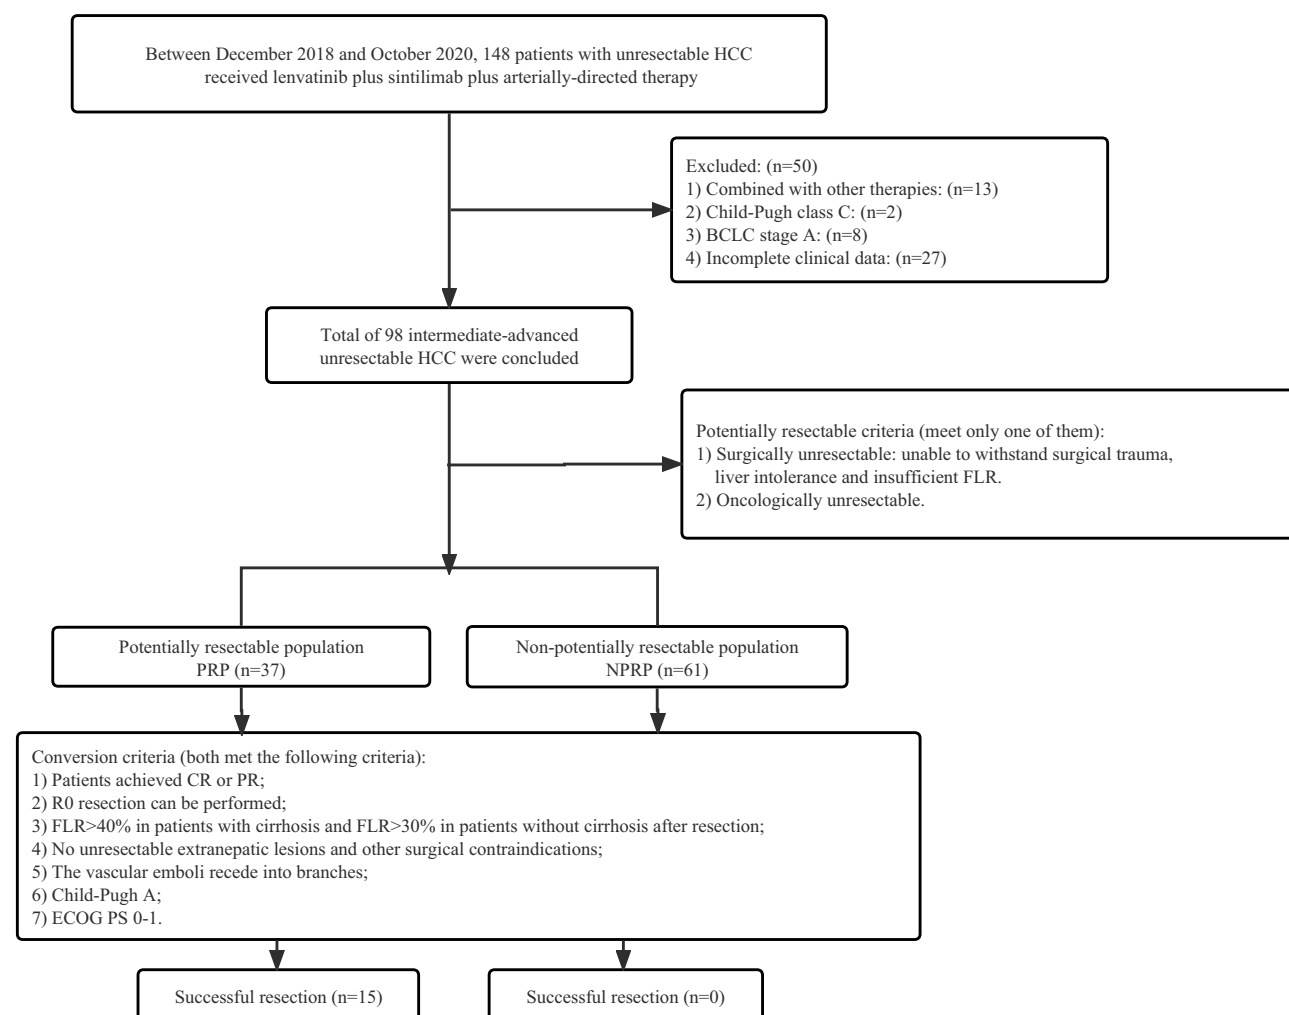 Between December 2018 and October 2020, 148 patients with unresectable HCC
received lenvatinib plus sintilimab plus arterially-directed therapy
Excluded: (n=50)
1) Combined with other therapies: (n=13)
2) Child-Pugh class C: (n=2)
3) BCLC stage A: (n=8)
4) Incomplete clinical data: (n=27)
Total of 98 intermediate-advanced
unresectable HCC were concluded
Potentially resectable criteria (meet only one of them):
1) Surgically unresectable: unable to withstand surgical trauma,
liver intolerance and insufficient FLR.
2) Oncologically unresectable.
Potentially resectable population
PRP (n=37)
Non-potentially resectable population
NPRP (n=61)
Conversion criteria (both met the following criteria):
1) Patients achieved CR or PR;
2) R0 resection can be performed;
3) FLR>40% in patients with cirrhosis and FLR>30% in patients without cirrhosis after resection;
4) No unresectable extranepatic lesions and other surgical contraindications;
5) The vascular emboli recede into branches;
6) Child-Pugh A;
7) ECOG PS 0-1.
Successful resection (n=15)
Successful resection (n=0)